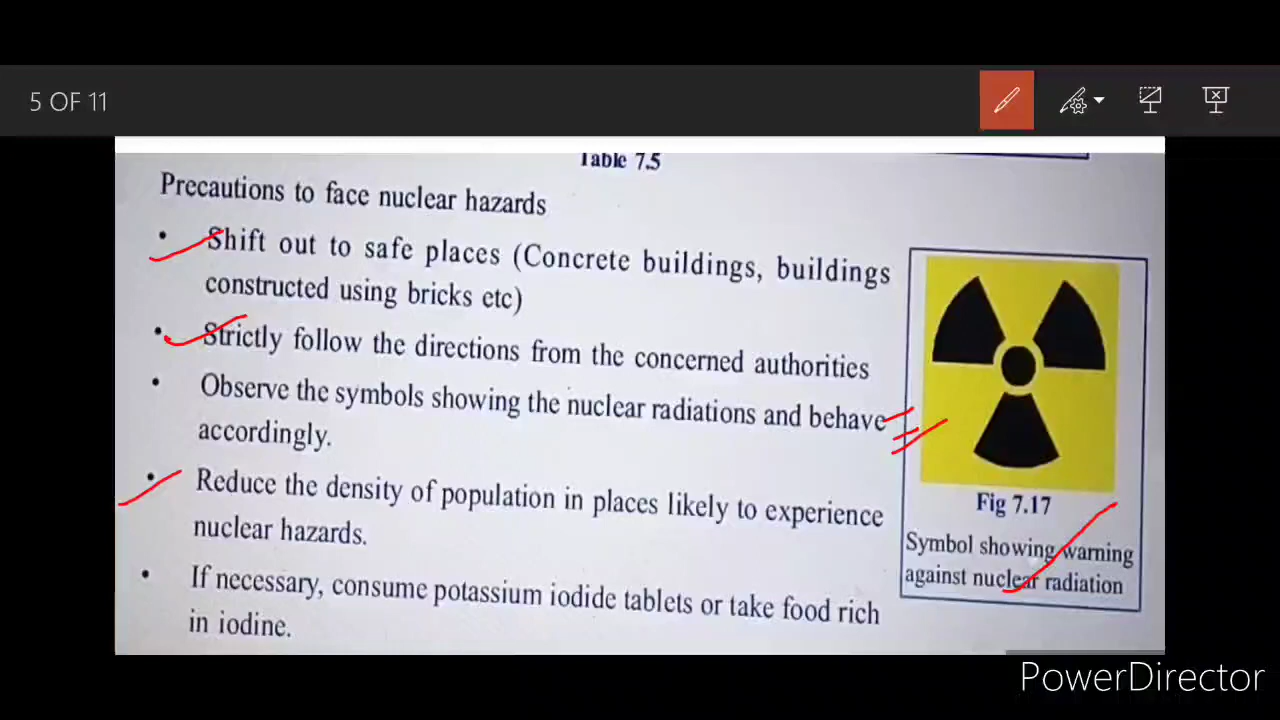 5 OF 11
Table 7.5
Precautions to face nuclear hazards
• Shift out to safe places (Concrete buildings, buildings
constructed using bricks etc)
• Strictly follow the directions from the concerned authorities
• Observe the symbols showing the nuclear radiations and behave
accordingly.
• Reduce the density of population in places likely to experience
nuclear hazards.
• If necessary, consume potassium iodide tablets or take food rich
in iodine.
Fig 7.17
Symbol showing warning
against nuclear radiation
PowerDirector